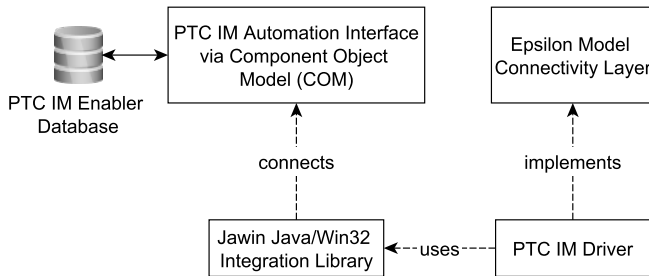 PTC IM Automation Interface
via Component Object
Model (COM)
Epsilon Model
Connectivity Layer
PTC IM Enabler
Database
connects
implements
Jawin Java/Win32
Integration Library
uses
PTC IM Driver